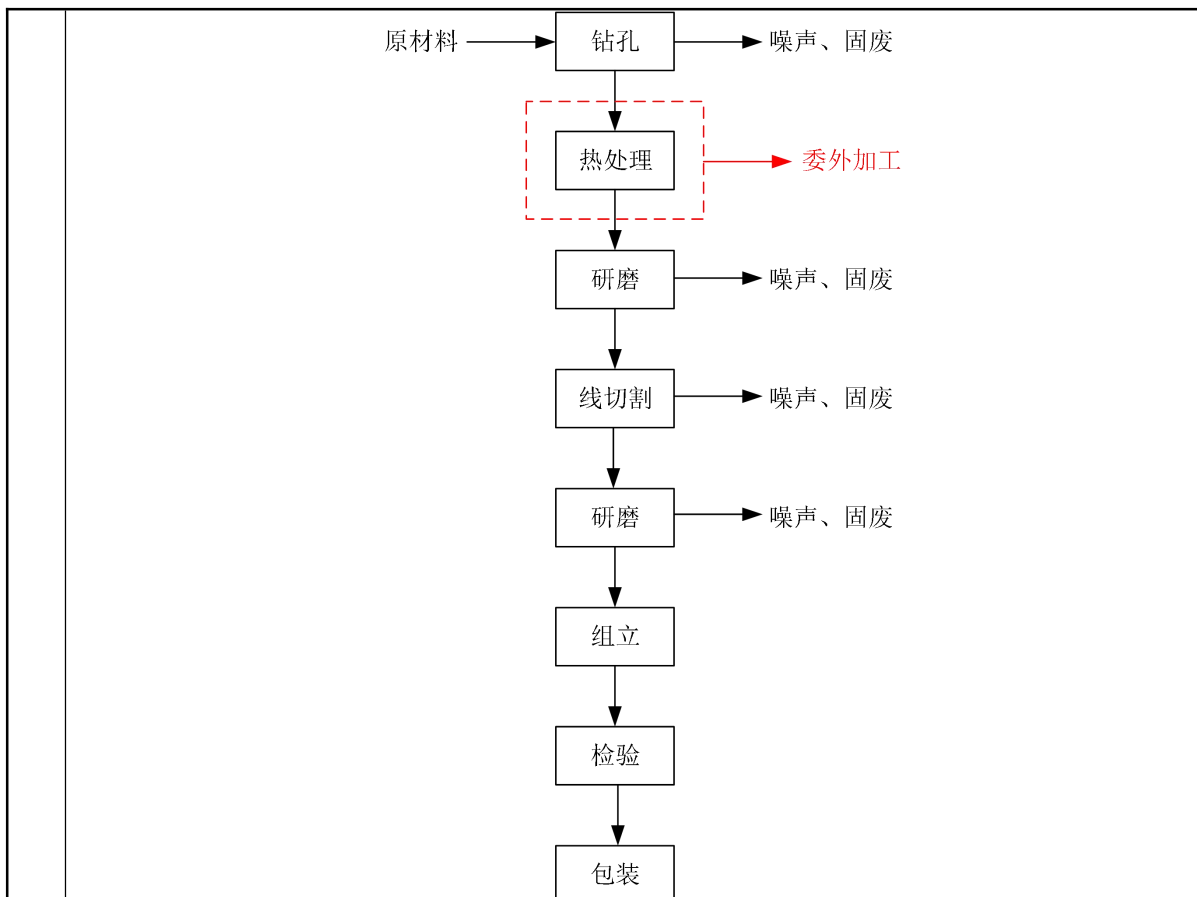 原材料 钻孔 噪声、固废
热处理 委外加工
研磨 噪声、固废
线切割 噪声、固废
研磨 噪声、固废
组立
检验
包装